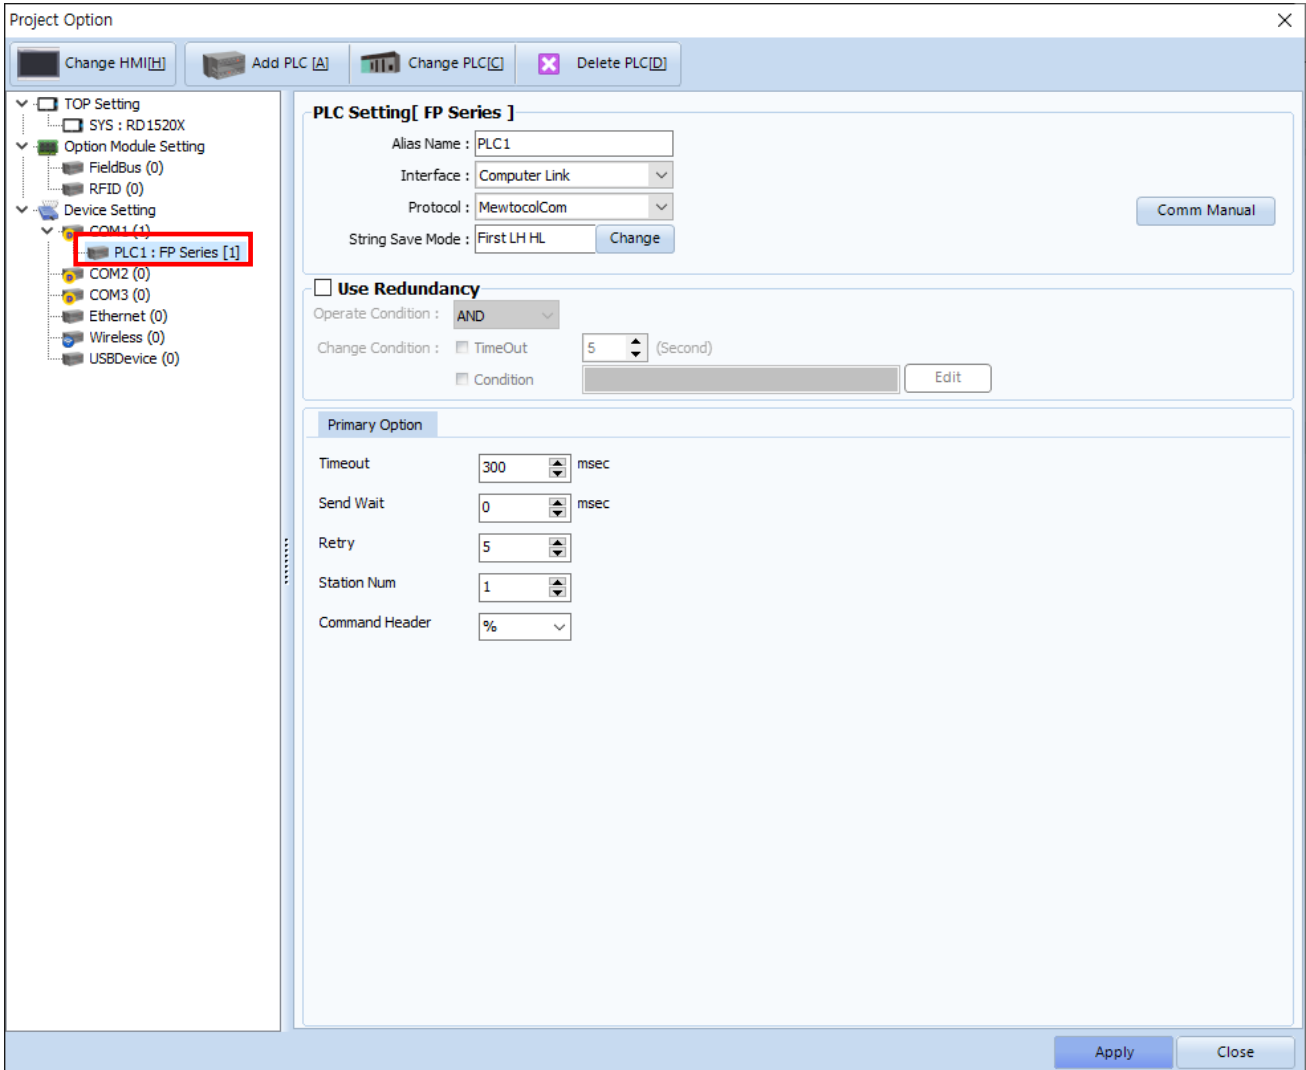 Project Option
Change HMI[H]
Add PLC [A]
Change PLC[C]
Delete PLC[D]
TOP Setting
SYS : RD1520X
Option Module Setting
FieldBus (0)
RFID (0)
Device Setting
COM1 (1)
PLC1 : FP Series [1]
COM2 (0)
COM3 (0)
Ethernet (0)
Wireless (0)
USBDevice (0)
PLC Setting[ FP Series ]
Alias Name : PLC1
Interface : Computer Link
Protocol : MewtocolCom
Comm Manual
String Save Mode : First LH HL Change
Use Redundancy
Operate Condition : AND
Change Condition : TimeOut 5 (Second)
Condition Edit
Primary Option
Timeout 300 msec
Send Wait 0 msec
Retry 5
Station Num 1
Command Header %
Apply Close